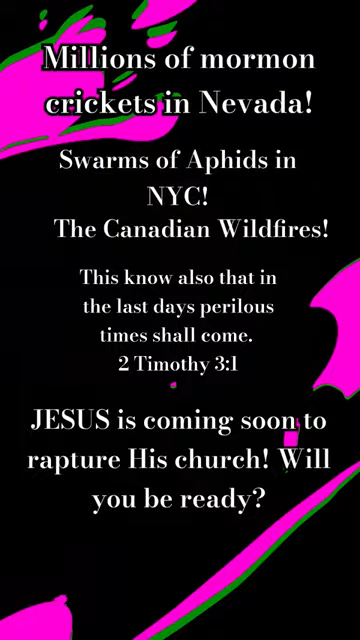 Millions of mormon
crickets in Nevada!
Swarms of Aphids in
NYC!
The Canadian Wildfires!
This know also that in
the last days perilous
times shall come.
2 Timothy 3:1
JESUS is coming soon to
rapture His church! Will
you be ready?